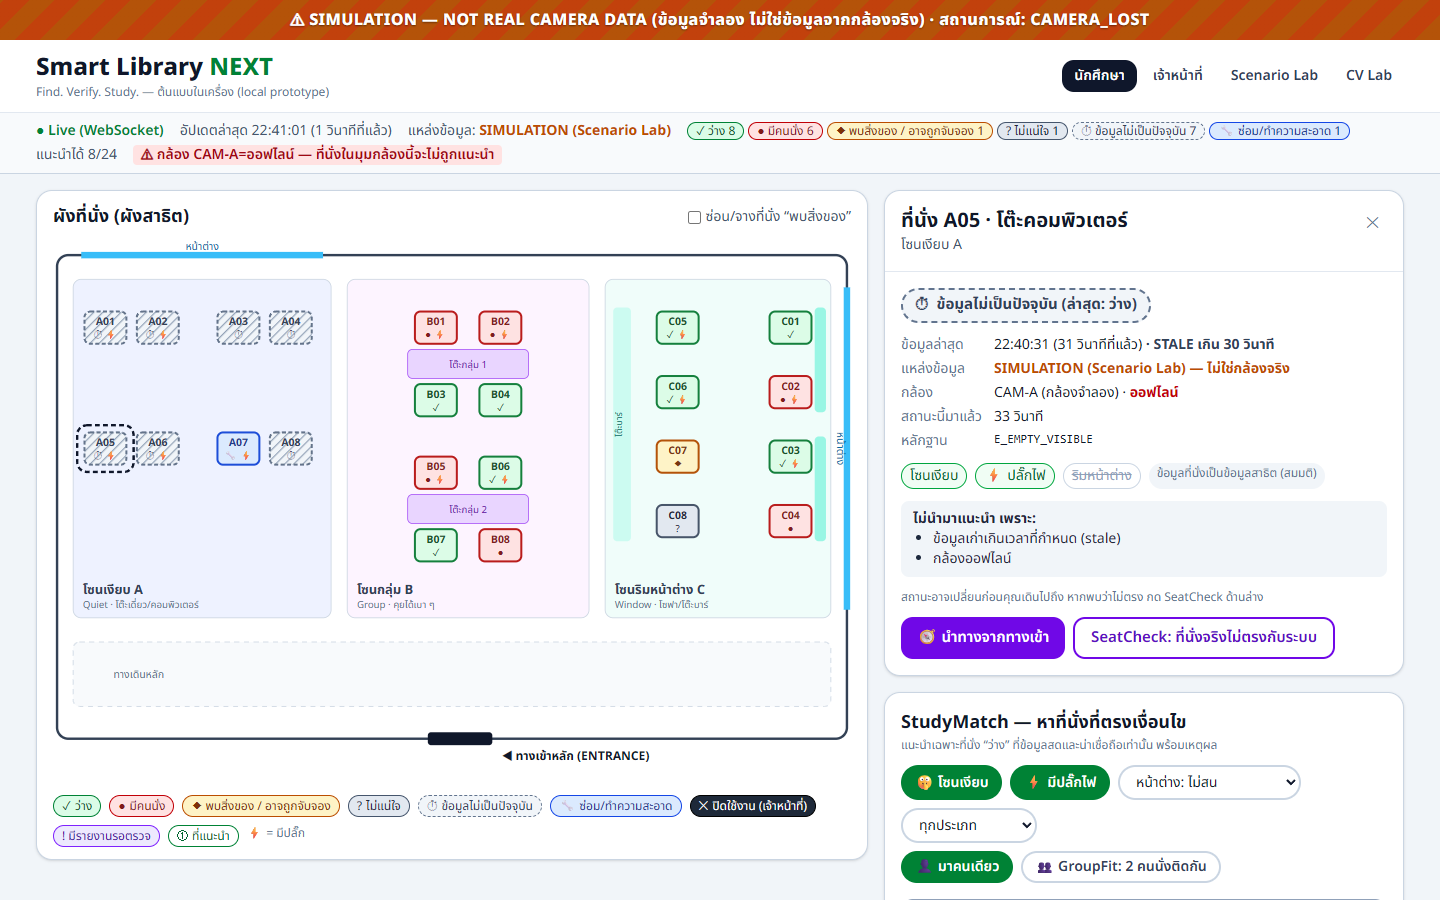 ⚠ SIMULATION — NOT REAL CAMERA DATA (ข้อมูลจำลอง ไม่ใช่ข้อมูลจากกล้องจริง) · สถานการณ์: CAMERA_LOST
Smart Library NEXT
Find. Verify. Study. — ต้นแบบในเครื่อง (local prototype)
นักศึกษา
เจ้าหน้าที่
Scenario Lab
CV Lab
● Live (WebSocket) อัปเดตล่าสุด 22:41:01 (1 วินาทีที่แล้ว) แหล่งข้อมูล: SIMULATION (Scenario Lab) ✓ ว่าง 8 ● มีคนนั่ง 6 ◆ พบสิ่งของ / อาจถูกจับจอง 1 ? ไม่แน่ใจ 1 ⏱ ข้อมูลไม่เป็นปัจจุบัน 7 🔧 ซ่อม/ทำความสะอาด 1
แนะนำได้ 8/24 ⚠ กล้อง CAM-A=ออฟไลน์ — ที่นั่งในมุมกล้องนี้จะไม่ถูกแนะนำ
ผังที่นั่ง (ผังสาธิต)
ซ่อน/จางที่นั่ง “พบสิ่งของ”
หน้าต่าง
A01 A02 A03 A04
A05 A06 A07 A08
โซนเงียบ A
Quiet · โต๊ะเดี่ยว/คอมพิวเตอร์
B01 B02
โต๊ะกลุ่ม 1
B03 B04
B05 B06
โต๊ะกลุ่ม 2
B07 B08
โซนกลุ่ม B
Group · คุยได้เบา ๆ
โต๊ะบาร์
C05 C01
C06 C02
C07 C03
C08 C04
?
หน้าต่าง
โซนริมหน้าต่าง C
Window · โซฟา/โต๊ะบาร์
ทางเดินหลัก
◀ ทางเข้าหลัก (ENTRANCE)
✓ ว่าง ● มีคนนั่ง ◆ พบสิ่งของ / อาจถูกจับจอง ? ไม่แน่ใจ ⏱ ข้อมูลไม่เป็นปัจจุบัน 🔧 ซ่อม/ทำความสะอาด ✕ ปิดใช้งาน (เจ้าหน้าที่)
! มีรายงานรอตรวจ ① ที่แนะนำ ⚡ = มีปลั๊ก
ที่นั่ง A05 · โต๊ะคอมพิวเตอร์
โซนเงียบ A
⏱ ข้อมูลไม่เป็นปัจจุบัน (ล่าสุด: ว่าง)
ข้อมูลล่าสุด 22:40:31 (31 วินาทีที่แล้ว) · STALE เกิน 30 วินาที
แหล่งข้อมูล SIMULATION (Scenario Lab) — ไม่ใช่กล้องจริง
กล้อง CAM-A (กล้องจำลอง) · ออฟไลน์
สถานะนี้มาแล้ว 33 วินาที
หลักฐาน E_EMPTY_VISIBLE
โซนเงียบ ⚡ ปลั๊กไฟ ริมหน้าต่าง ข้อมูลที่นั่งเป็นข้อมูลสาธิต (สมมติ)
ไม่นำมาแนะนำ เพราะ:
• ข้อมูลเก่าเกินเวลาที่กำหนด (stale)
• กล้องออฟไลน์
สถานะอาจเปลี่ยนก่อนคุณเดินไปถึง หากพบว่าไม่ตรง กด SeatCheck ด้านล่าง
🧭 นำทางจากทางเข้า
SeatCheck: ที่นั่งจริงไม่ตรงกับระบบ
StudyMatch — หาที่นั่งที่ตรงเงื่อนไข
แนะนำเฉพาะที่นั่ง “ว่าง” ที่ข้อมูลสดและน่าเชื่อถือเท่านั้น พร้อมเหตุผล
🤫 โซนเงียบ ⚡ มีปลั๊กไฟ หน้าต่าง: ไม่สน
ทุกประเภท
👤 มาคนเดียว 👥 GroupFit: 2 คนนั่งติดกัน